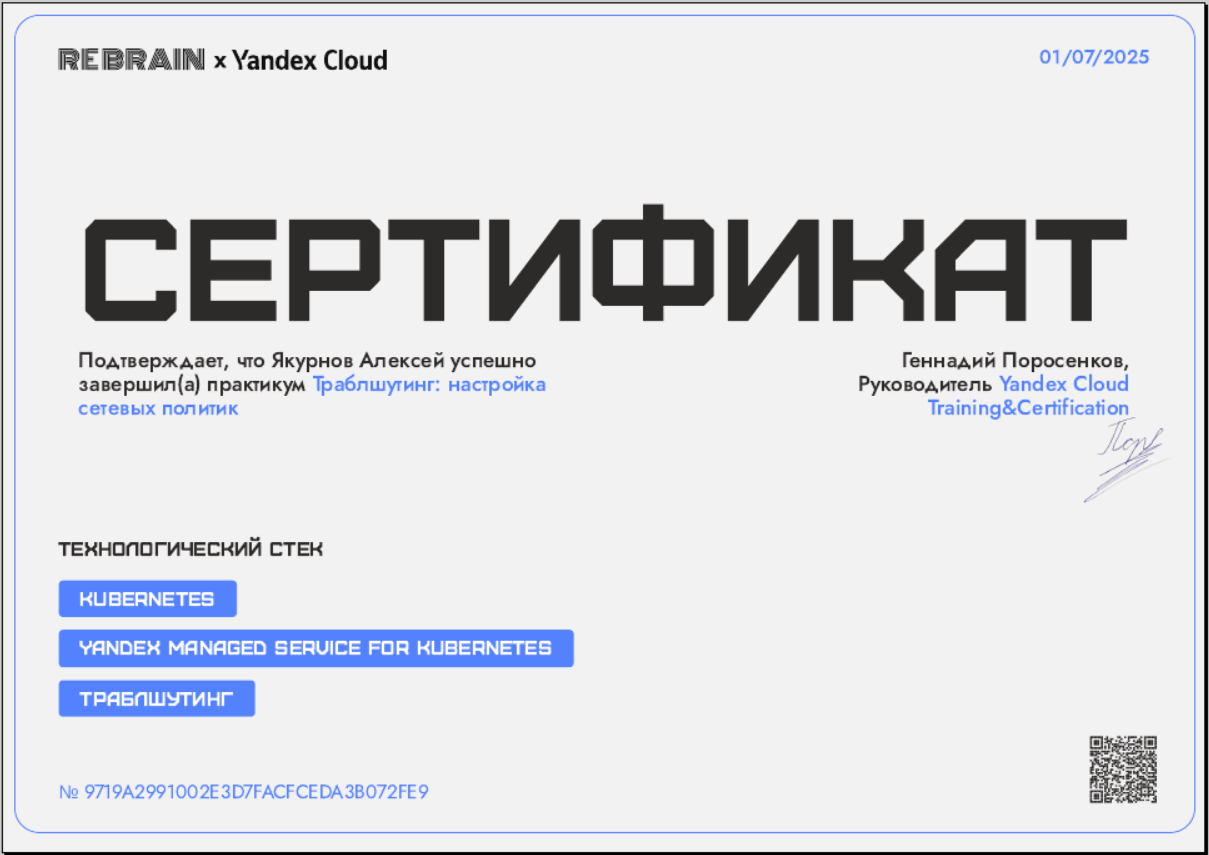 REBRAIN x Yandex Cloud
01/07/2025
СЕРТИФИКАТ
Подтверждает, что Якурнов Алексей успешно
завершил(а) практикум Траблшутинг: настройка
сетевых политик
Геннадий Поросенков,
Руководитель Yandex Cloud
Training&Certification
ТЕХНОЛОГИЧЕСКИЙ СТЕК
KUBERNETES
YANDEX MANAGED SERVICE FOR KUBERNETES
ТРАБЛШУТИНГ
№ 9719A2991002E3D7FACFCEDA3B072FE9